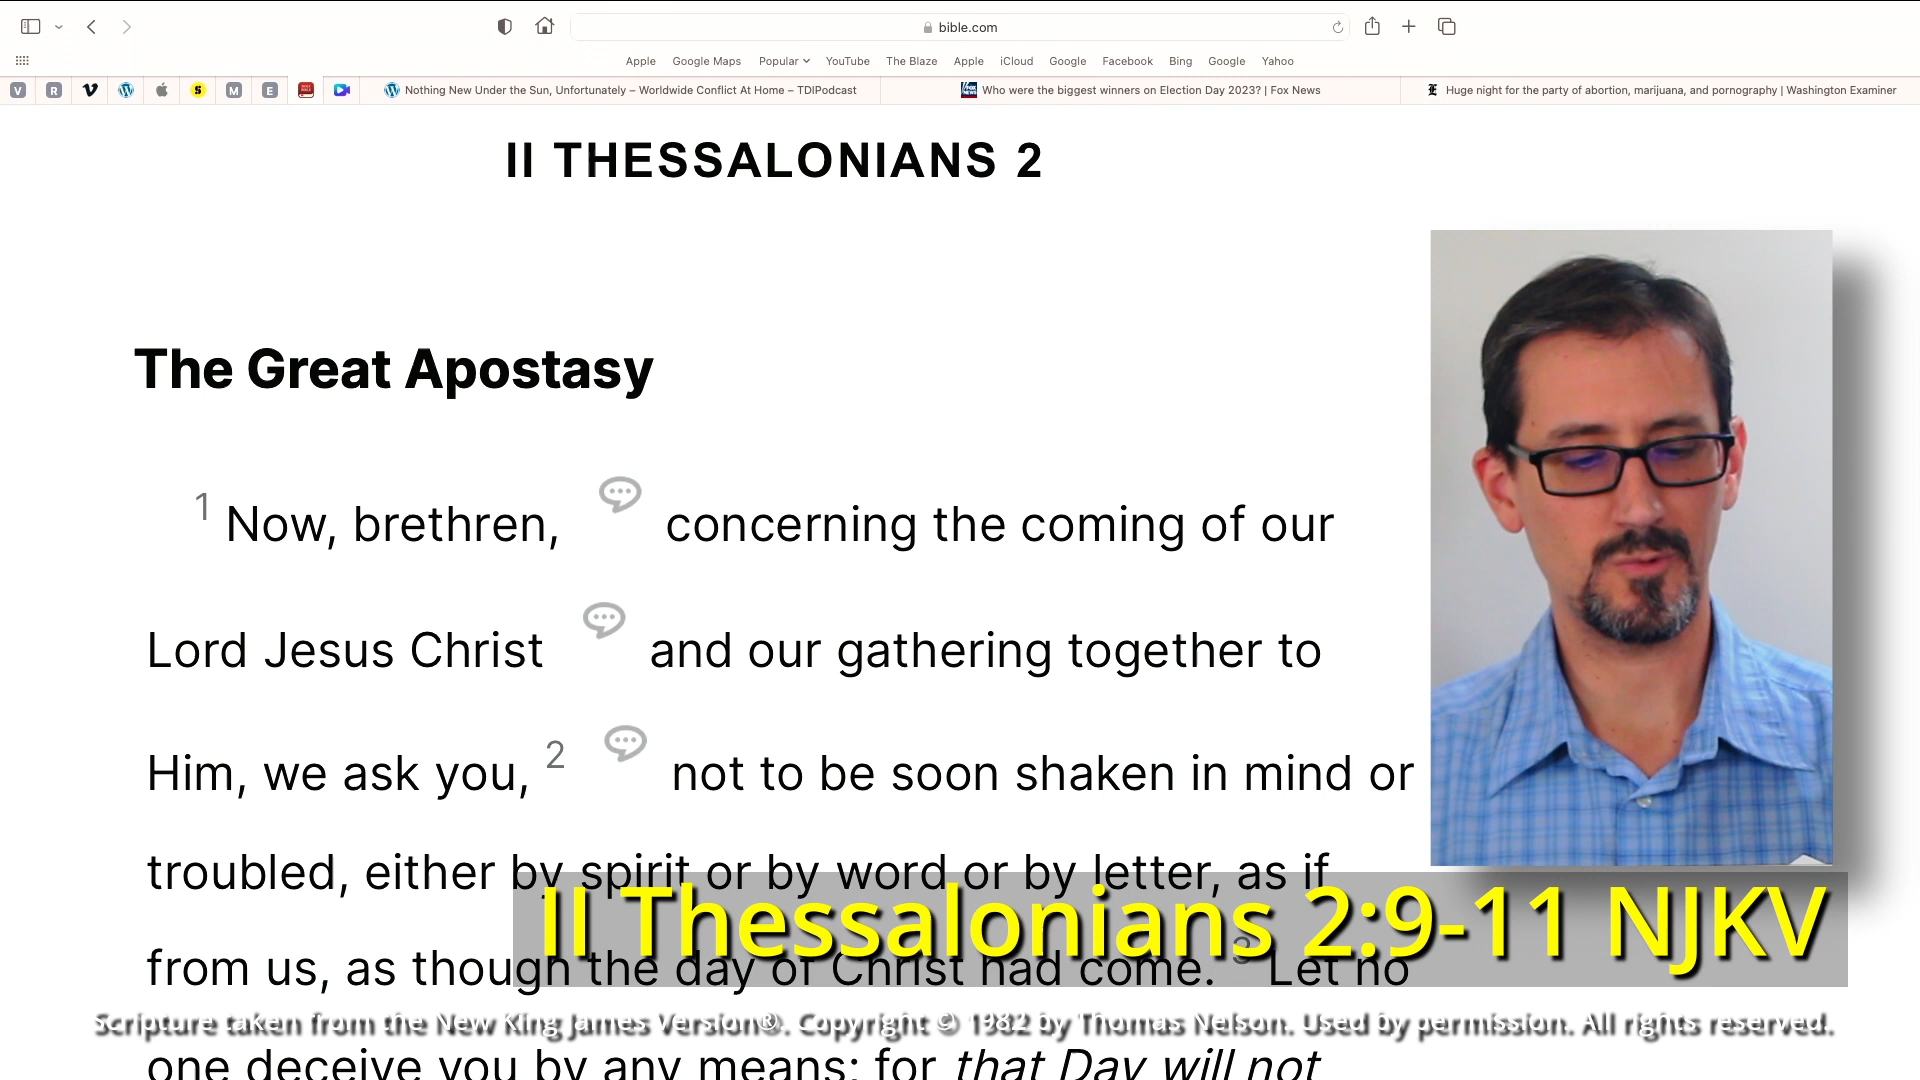 bible.com
Apple Google Maps Popular YouTube The Blaze Apple iCloud Google Facebook Bing Google Yahoo
V R S M E Nothing New Under the Sun, Unfortunately – Worldwide Conflict At Home – TDIPodcast Who were the biggest winners on Election Day 2023? | Fox News Huge night for the party of abortion, marijuana, and pornography | Washington Examiner
II THESSALONIANS 2
The Great Apostasy
1 Now, brethren, concerning the coming of our
Lord Jesus Christ and our gathering together to
Him, we ask you, 2 not to be soon shaken in mind or
troubled, either by spirit or by word or by letter, as if
II Thessalonians 2:9-11 NJKV
from us, as though the day of Christ had come. 3 Let no
Scripture taken from the New King James Version®. Copyright © 1982 by Thomas Nelson. Used by permission. All rights reserved.
one deceive you by any means; for that Day will not